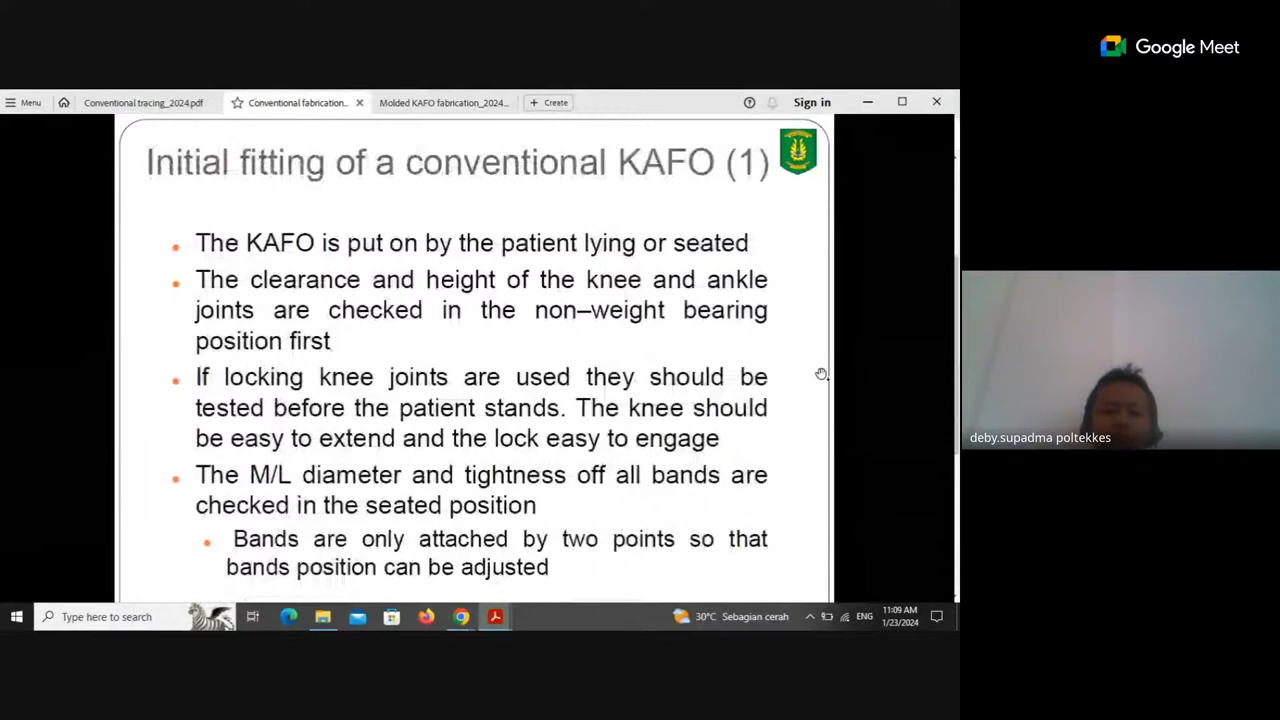 Google Meet
Menu
Conventional tracing_2024.pdf
Conventional fabrication...
Molded KAFO fabrication_2024...
Create
Sign in
Initial fitting of a conventional KAFO (1)
The KAFO is put on by the patient lying or seated
The clearance and height of the knee and ankle
joints are checked in the non–weight bearing
position first
If locking knee joints are used they should be
tested before the patient stands. The knee should
be easy to extend and the lock easy to engage
The M/L diameter and tightness off all bands are
checked in the seated position
Bands are only attached by two points so that
bands position can be adjusted
deby.supadma poltekkes
Type here to search
30°C Sebagian cerah
ENG
11:09 AM
1/23/2024